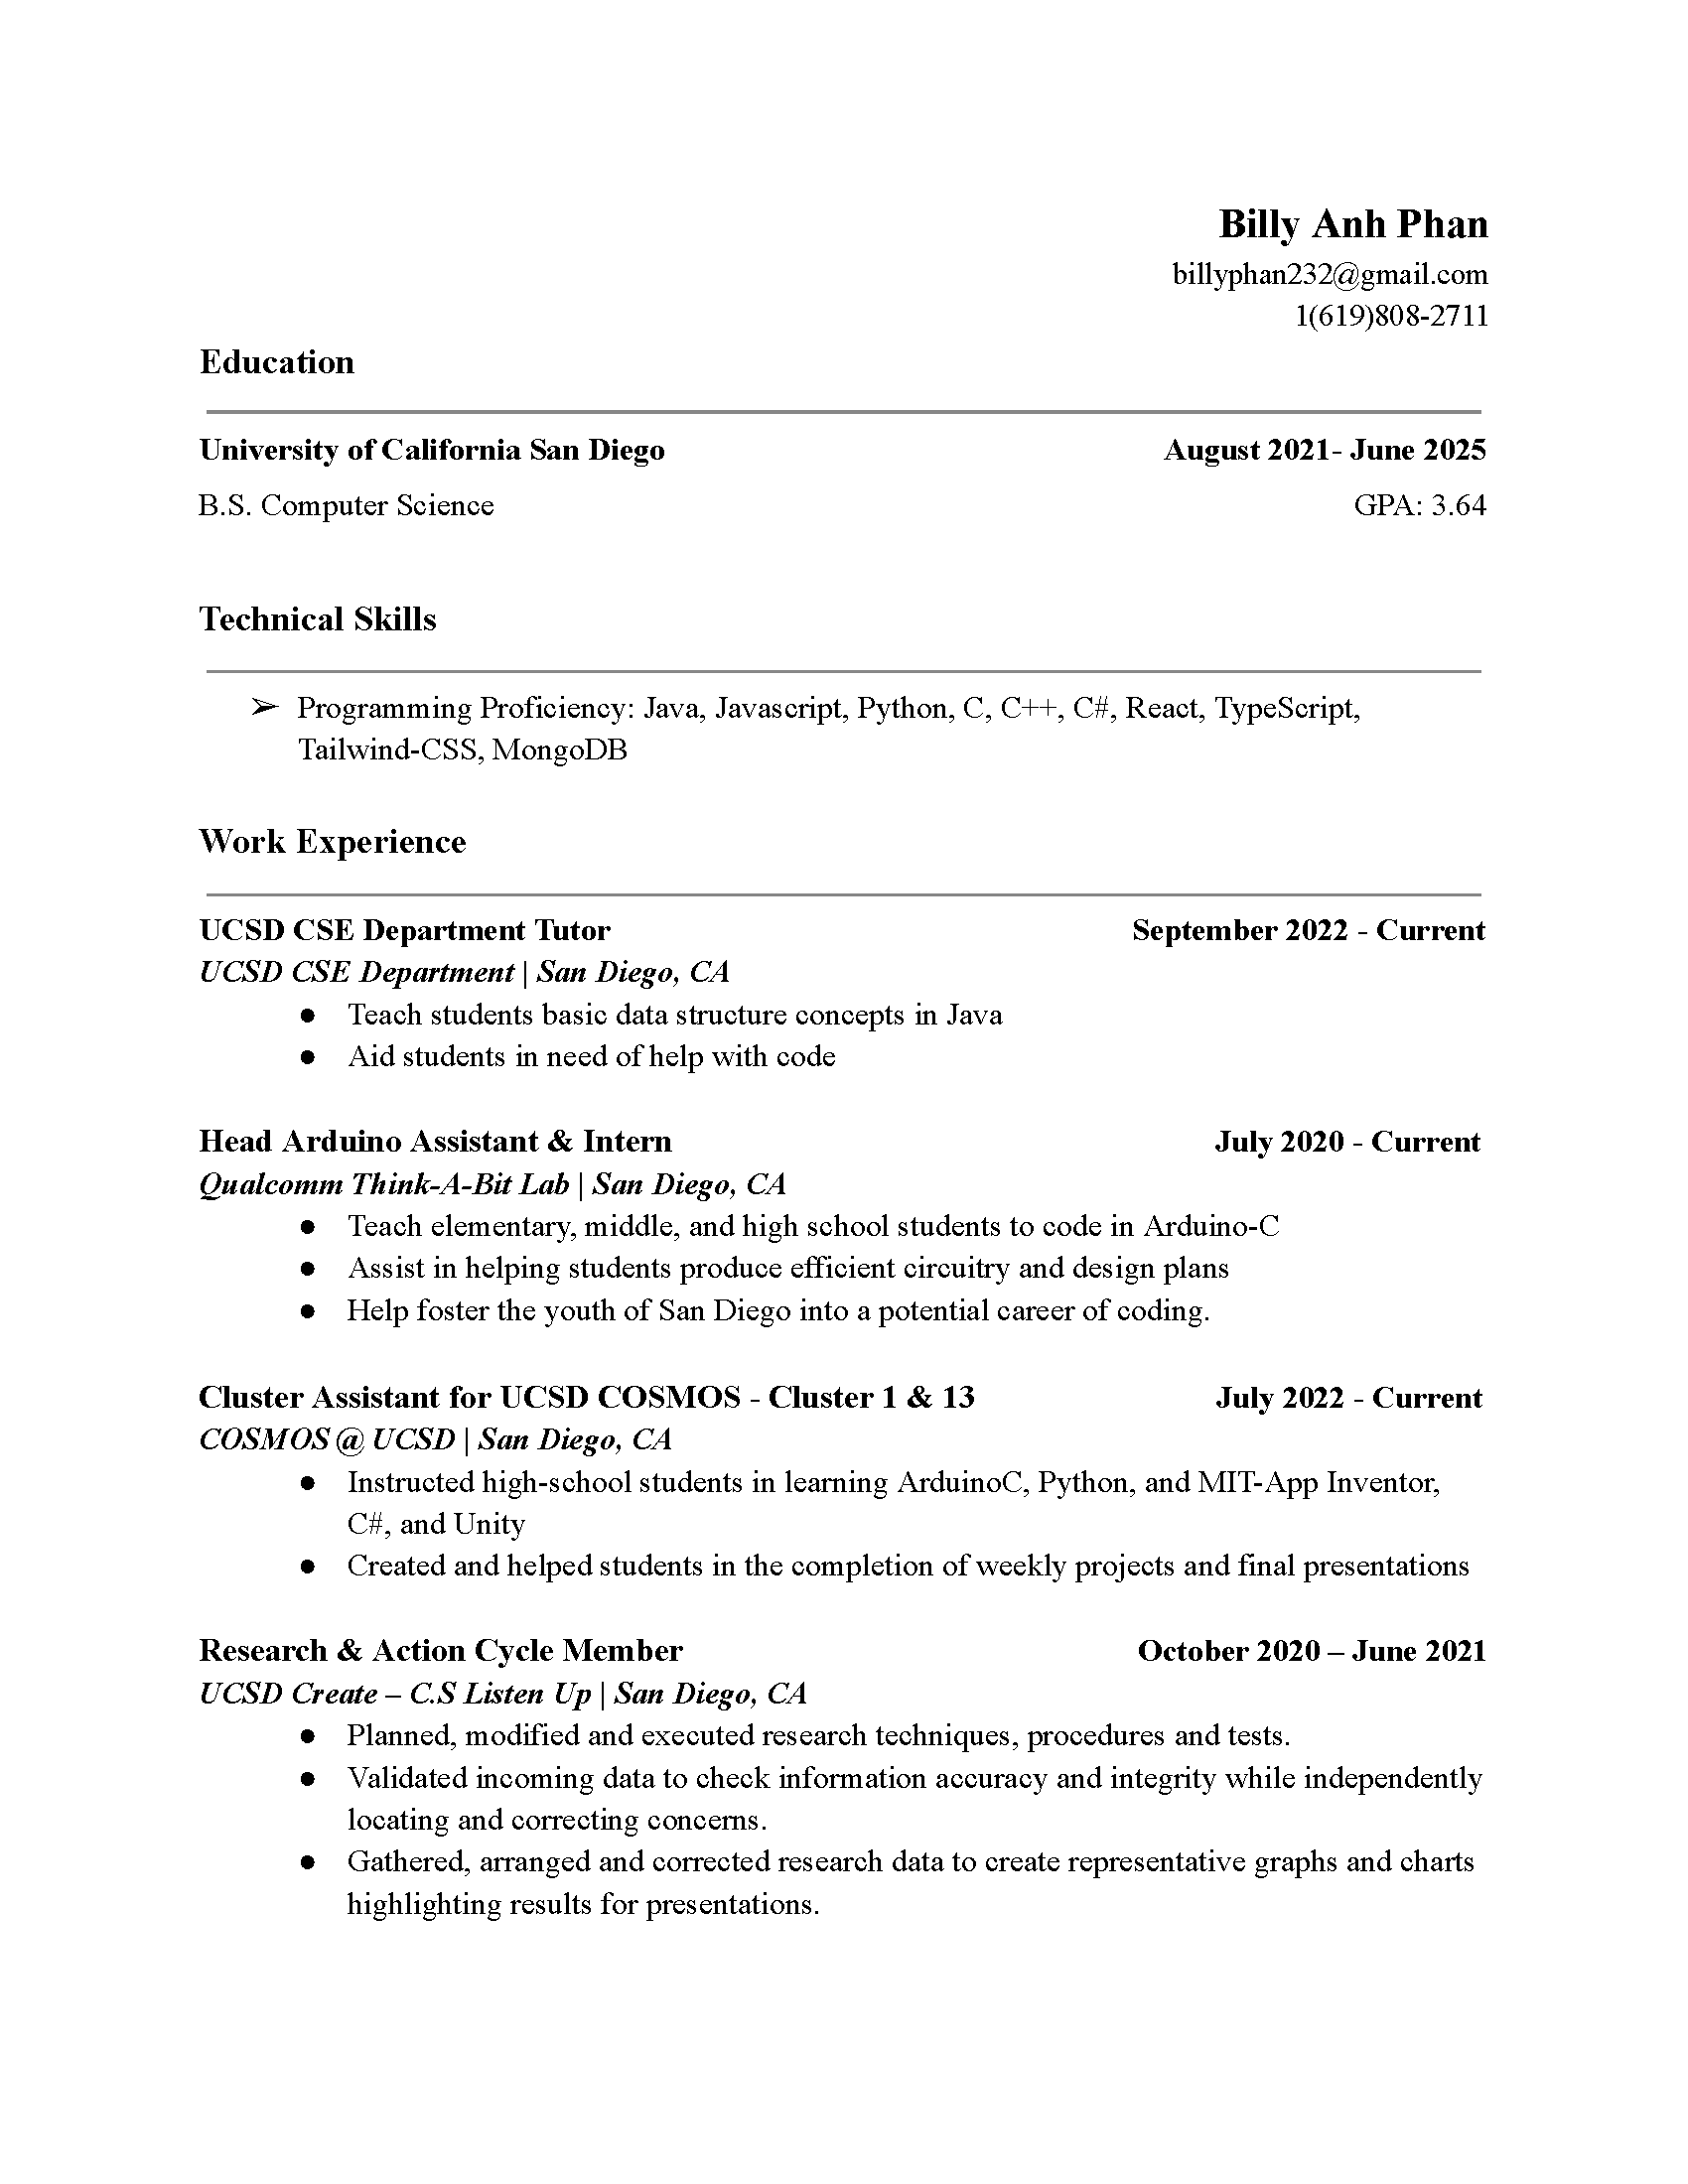 Billy Anh Phan
billyphan232@gmail.com
1(619)808-2711
Education
University of California San Diego August 2021- June 2025
B.S. Computer Science GPA: 3.64
Technical Skills
➢ Programming Proficiency: Java, Javascript, Python, C, C++, C#, React, TypeScript,
Tailwind-CSS, MongoDB
Work Experience
UCSD CSE Department Tutor September 2022 - Current
UCSD CSE Department | San Diego, CA
● Teach students basic data structure concepts in Java
● Aid students in need of help with code
Head Arduino Assistant & Intern July 2020 - Current
Qualcomm Think-A-Bit Lab | San Diego, CA
● Teach elementary, middle, and high school students to code in Arduino-C
● Assist in helping students produce efficient circuitry and design plans
● Help foster the youth of San Diego into a potential career of coding.
Cluster Assistant for UCSD COSMOS - Cluster 1 & 13 July 2022 - Current
COSMOS @ UCSD | San Diego, CA
● Instructed high-school students in learning ArduinoC, Python, and MIT-App Inventor,
C#, and Unity
● Created and helped students in the completion of weekly projects and final presentations
Research & Action Cycle Member October 2020 – June 2021
UCSD Create – C.S Listen Up | San Diego, CA
● Planned, modified and executed research techniques, procedures and tests.
● Validated incoming data to check information accuracy and integrity while independently
locating and correcting concerns.
● Gathered, arranged and corrected research data to create representative graphs and charts
highlighting results for presentations.